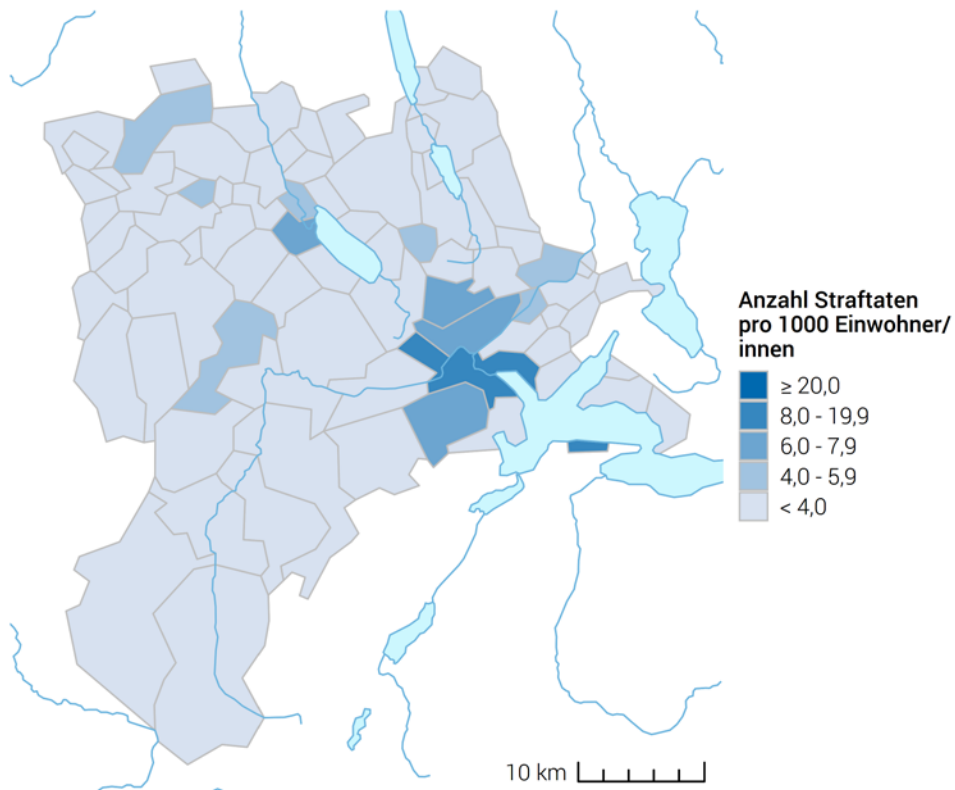 Anzahl Straftaten
pro 1000 Einwohner/
innen
≥ 20,0
8,0 - 19,9
6,0 - 7,9
4,0 - 5,9
< 4,0
10 km